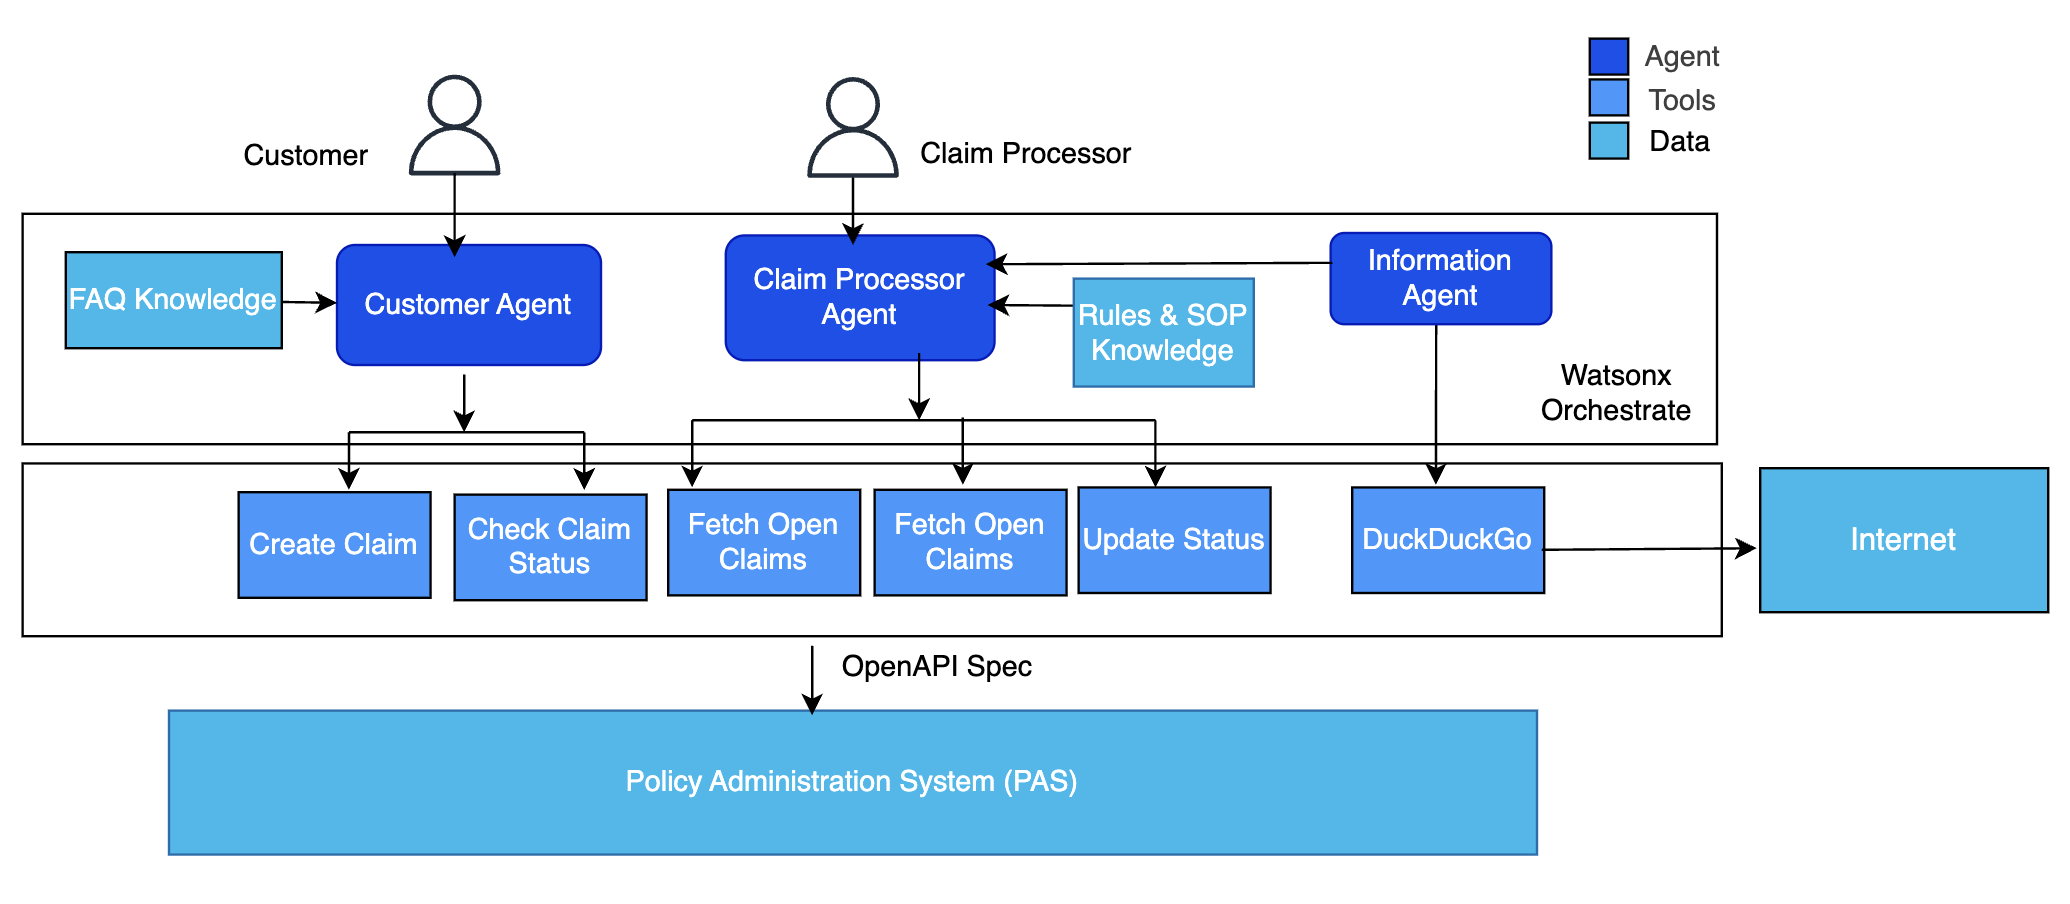 Agent
Tools
Data
Customer
Claim Processor
FAQ Knowledge
Customer Agent
Claim Processor
Agent
Rules & SOP
Knowledge
Information
Agent
Watsonx
Orchestrate
Create Claim
Check Claim
Status
Fetch Open
Claims
Fetch Open
Claims
Update Status
DuckDuckGo
Internet
OpenAPI Spec
Policy Administration System (PAS)